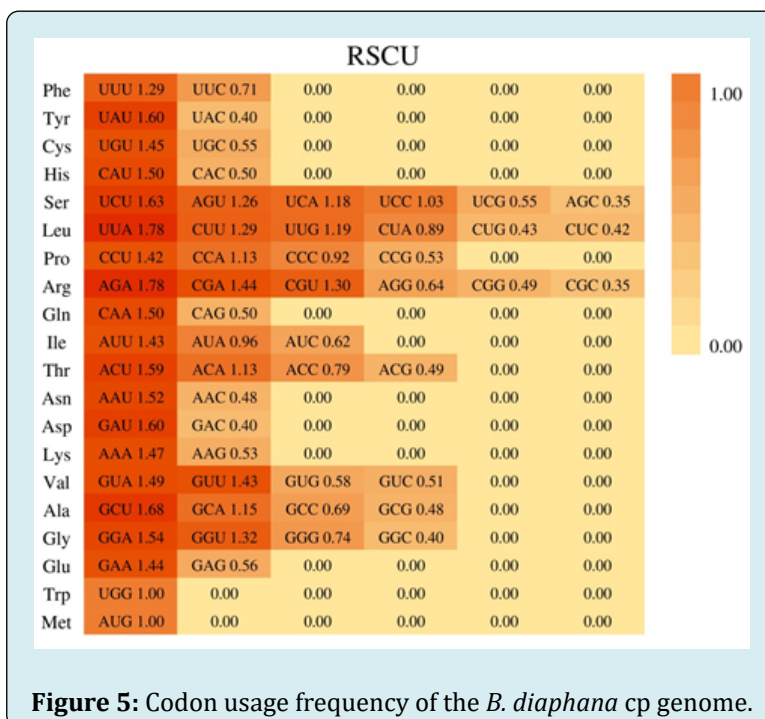 RSCU
Phe UUU 1.29 UUC 0.71 0.00 0.00 0.00 0.00
Tyr UAU 1.60 UAC 0.40 0.00 0.00 0.00 0.00
Cys UGU 1.45 UGC 0.55 0.00 0.00 0.00 0.00
His CAU 1.50 CAC 0.50 0.00 0.00 0.00 0.00
Ser UCU 1.63 AGU 1.26 UCA 1.18 UCC 1.03 UCG 0.55 AGC 0.35
Leu UUA 1.78 CUU 1.29 UUG 1.19 CUA 0.89 CUG 0.43 CUC 0.42
Pro CCU 1.42 CCA 1.13 CCC 0.92 CCG 0.53 0.00 0.00
Arg AGA 1.78 CGA 1.44 CGU 1.30 AGG 0.64 CGG 0.49 CGC 0.35
Gln CAA 1.50 CAG 0.50 0.00 0.00 0.00 0.00
Ile AUU 1.43 AUA 0.96 AUC 0.62 0.00 0.00 0.00
Thr ACU 1.59 ACA 1.13 ACC 0.79 ACG 0.49 0.00 0.00
Asn AAU 1.52 AAC 0.48 0.00 0.00 0.00 0.00
Asp GAU 1.60 GAC 0.40 0.00 0.00 0.00 0.00
Lys AAA 1.47 AAG 0.53 0.00 0.00 0.00 0.00
Val GUA 1.49 GUU 1.43 GUG 0.58 GUC 0.51 0.00 0.00
Ala GCU 1.68 GCA 1.15 GCC 0.69 GCG 0.48 0.00 0.00
Gly GGA 1.54 GGU 1.32 GGG 0.74 GGC 0.40 0.00 0.00
Glu GAA 1.44 GAG 0.56 0.00 0.00 0.00 0.00
Trp UGG 1.00 0.00 0.00 0.00 0.00 0.00
Met AUG 1.00 0.00 0.00 0.00 0.00 0.00
1.00
0.00
Figure 5: Codon usage frequency of the B. diaphana cp genome.